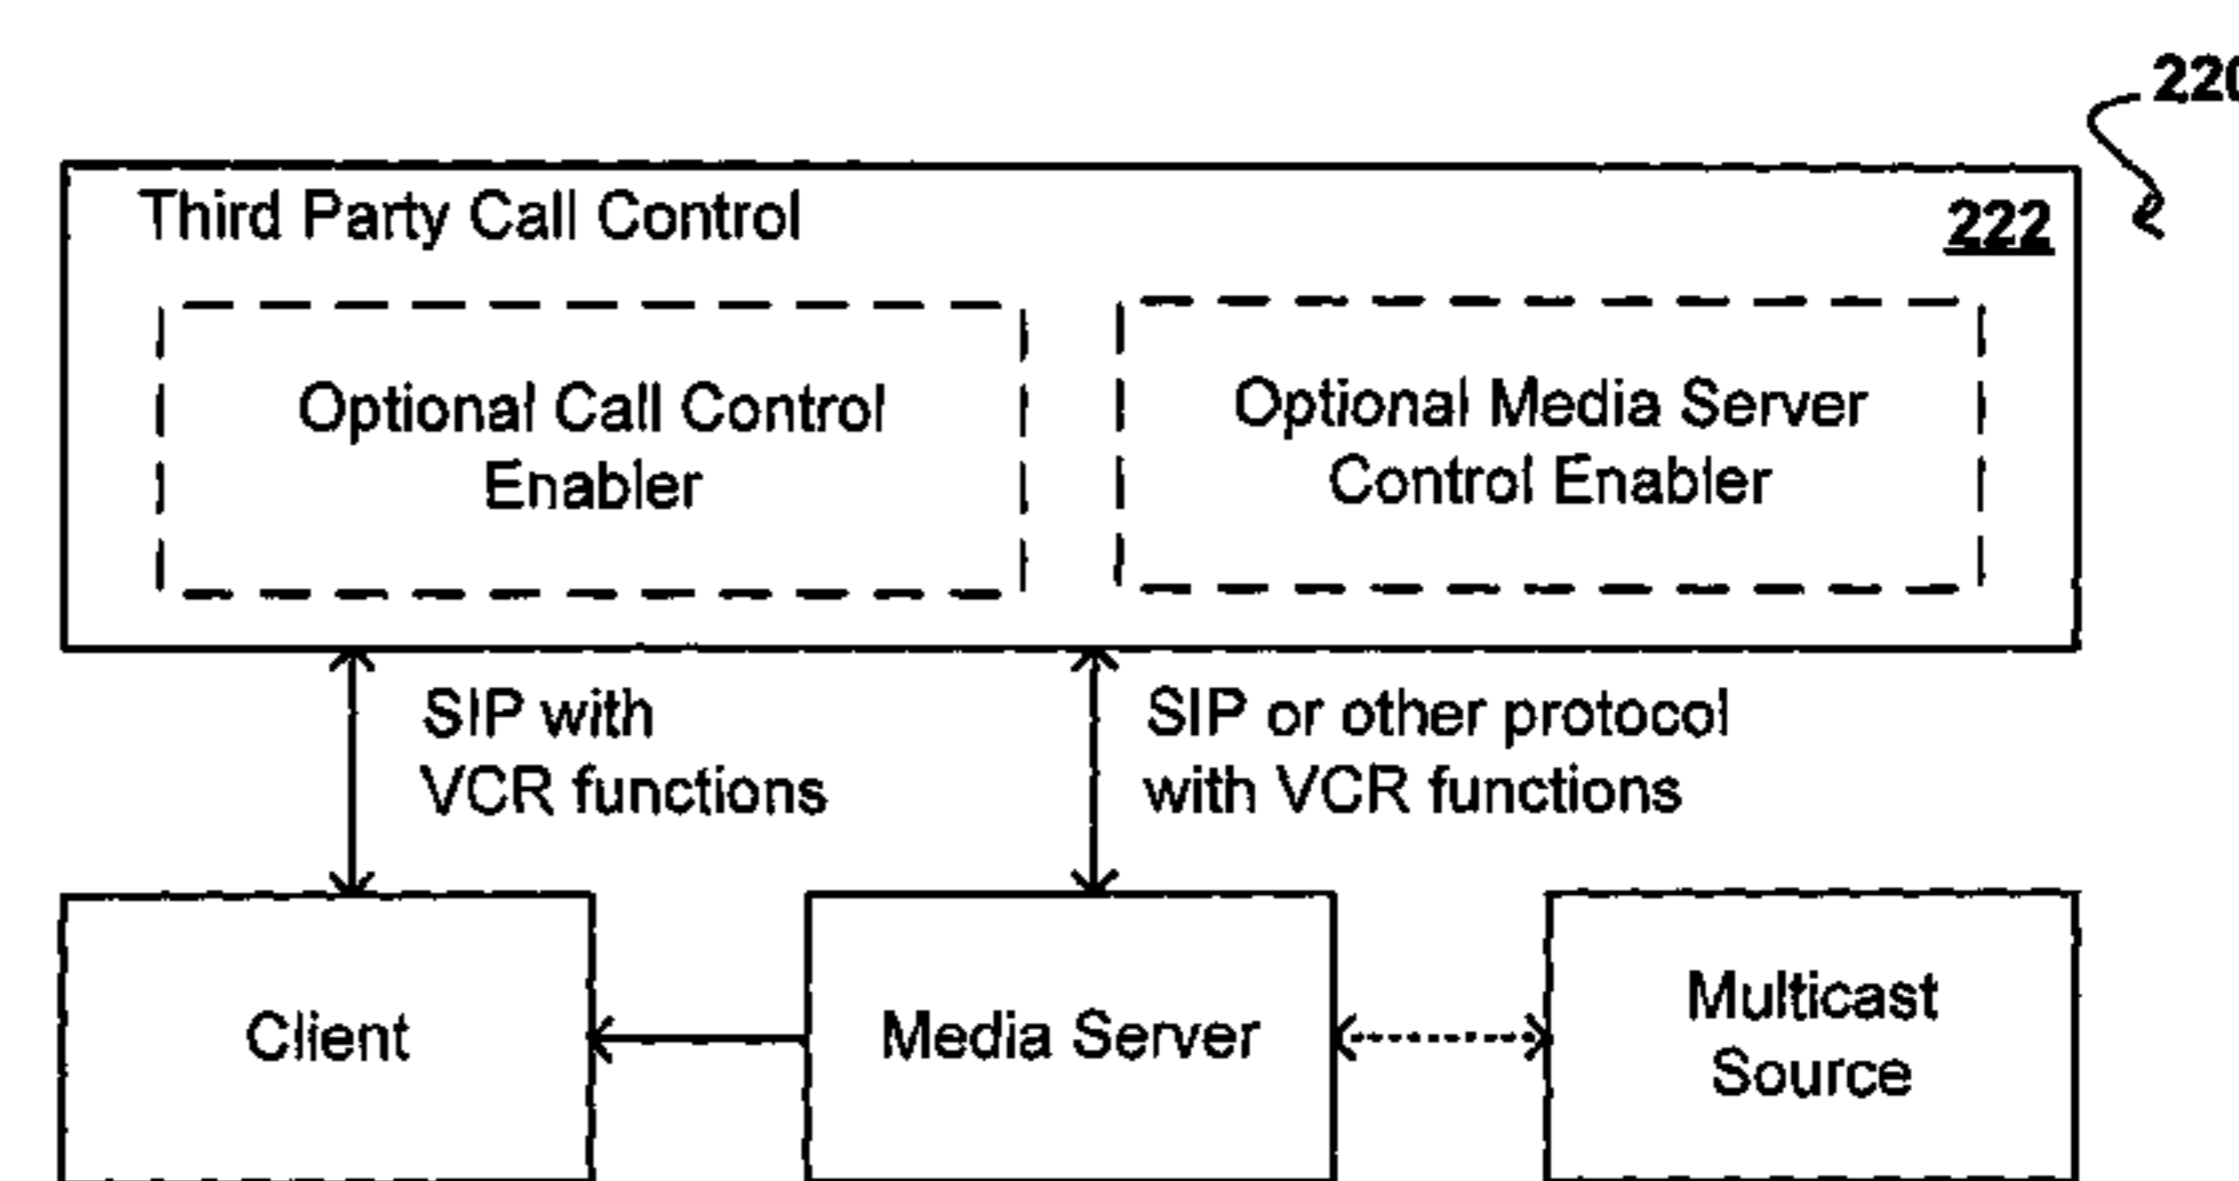 220
Third Party Call Control
222
Optional Call Control
Enabler
Optional Media Server
Control Enabler
SIP with
VCR functions
SIP or other protocol
with VCR functions
Client
Media Server
Multicast
Source